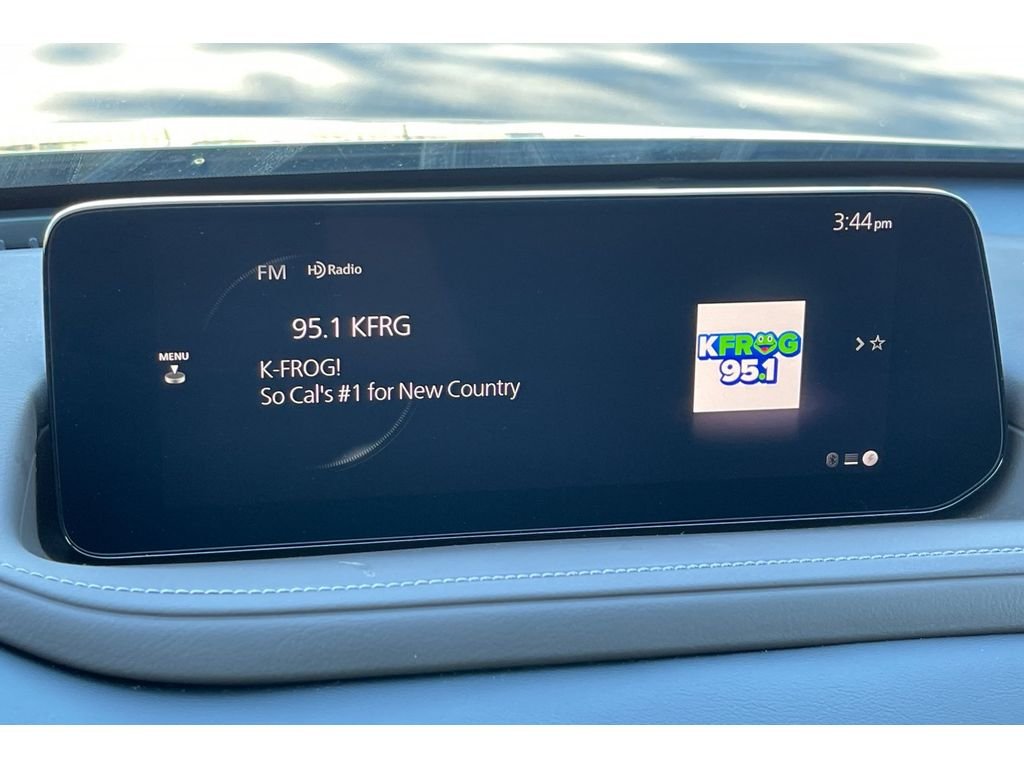 3:44pm
FM HD Radio
95.1 KFRG
MENU
K-FROG!
So Cal's #1 for New Country
KFROG
95.1